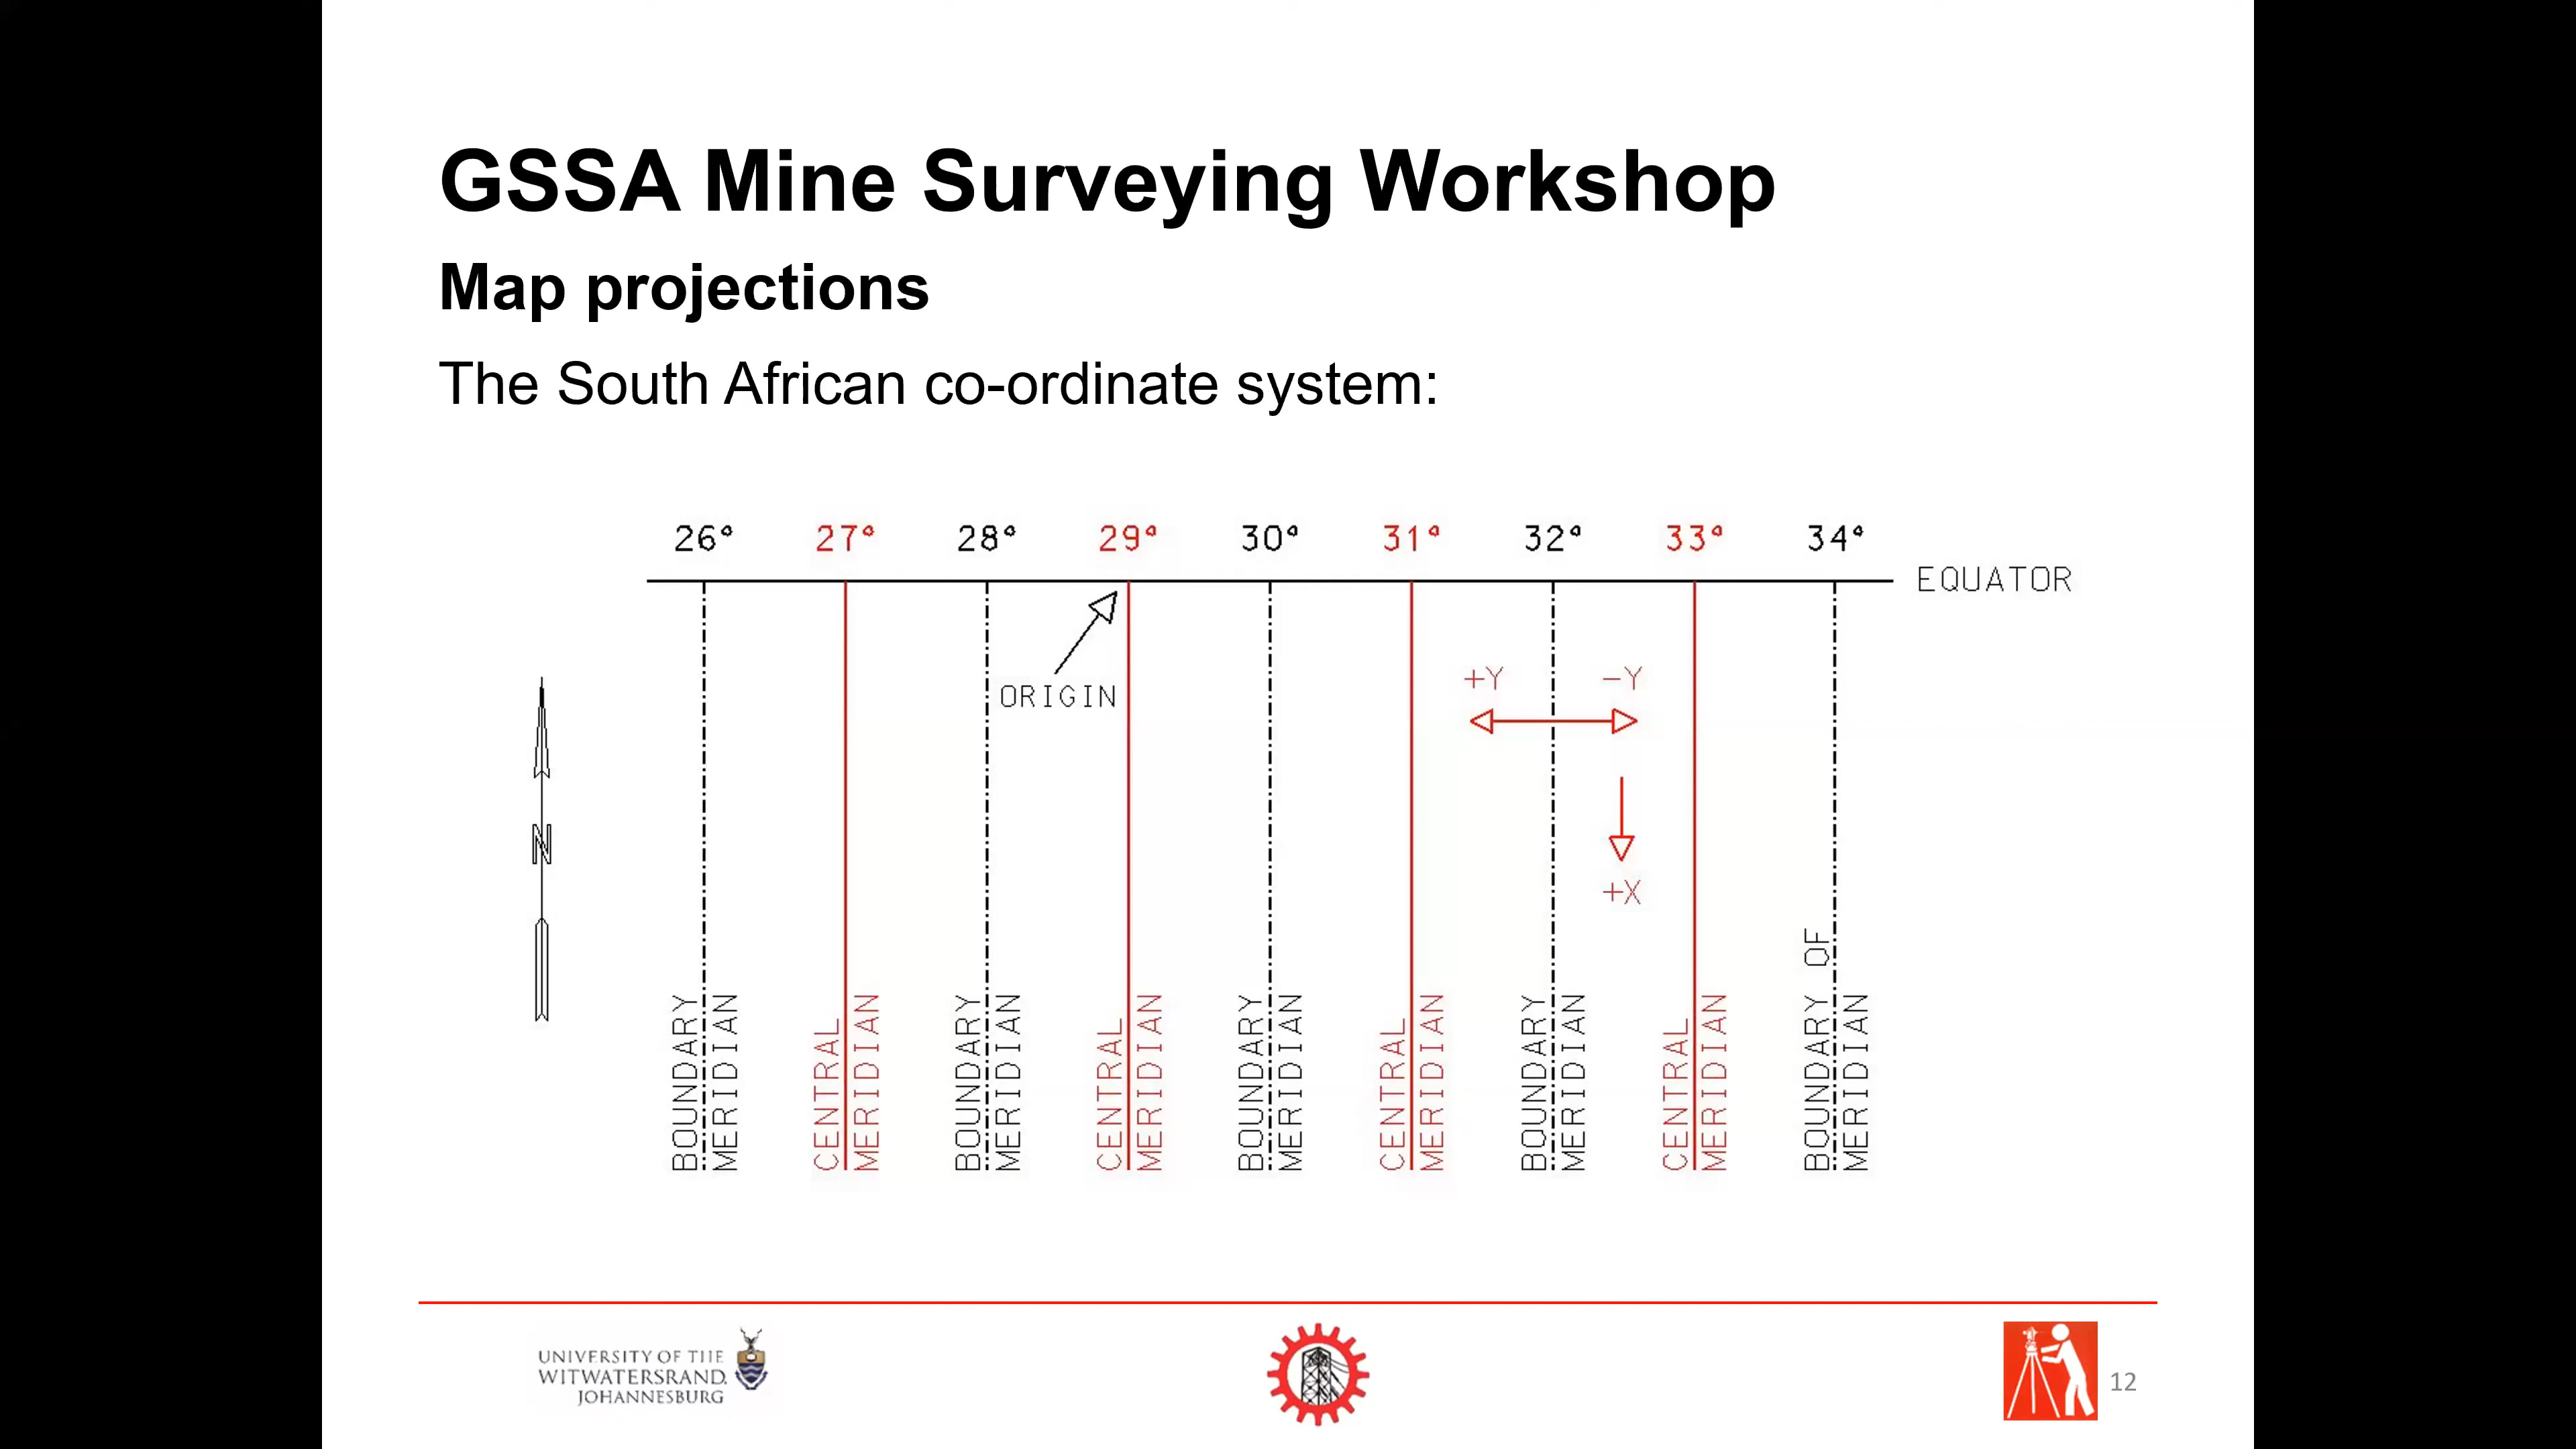 GSSA Mine Surveying Workshop
Map projections
The South African co-ordinate system:
26° 27° 28° 29° 30° 31° 32° 33° 34°
EQUATOR
ORIGIN
+Y -Y
+X
N
BOUNDARY
MERIDIAN
CENTRAL
MERIDIAN
BOUNDARY
MERIDIAN
CENTRAL
MERIDIAN
BOUNDARY
MERIDIAN
CENTRAL
MERIDIAN
BOUNDARY
MERIDIAN
CENTRAL
MERIDIAN
BOUNDARY OF
MERIDIAN
UNIVERSITY OF THE
WITWATERSRAND,
JOHANNESBURG
12